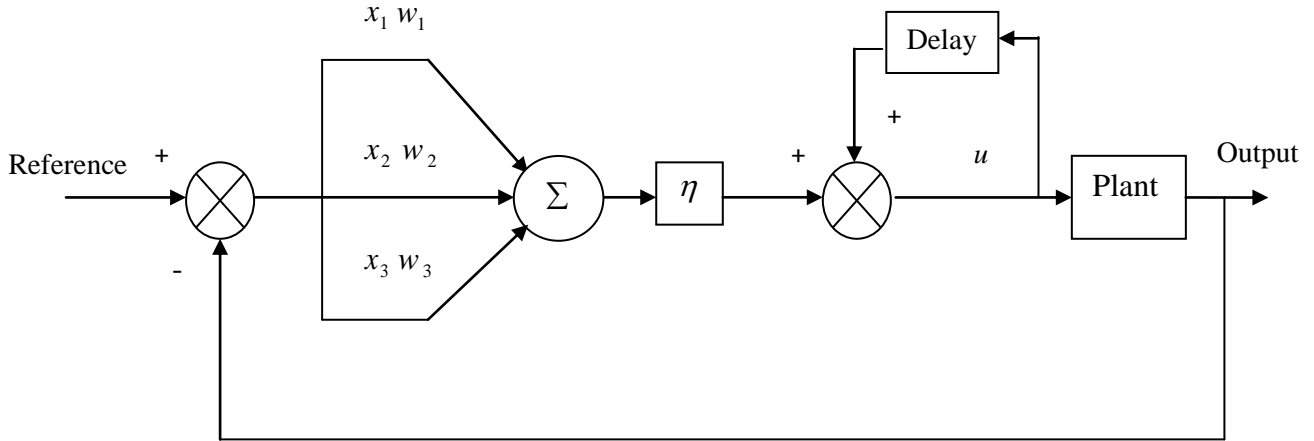 x₁ w₁
Delay
+
Reference
+
x₂ w₂
Σ
η
+
u
Plant
Output
-
x₃ w₃